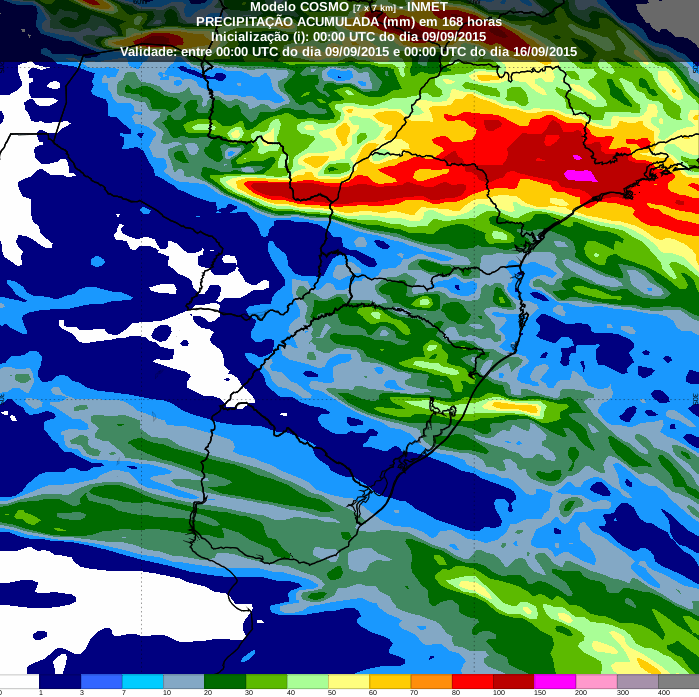 Modelo COSMO [7 x 7 km] - INMET
PRECIPITAÇÃO ACUMULADA (mm) em 168 horas
Inicialização (i): 00:00 UTC do dia 09/09/2015
Validade: entre 00:00 UTC do dia 09/09/2015 e 00:00 UTC do dia 16/09/2015
0 1 3 7 10 20 30 40 50 60 70 80 100 150 200 300 400